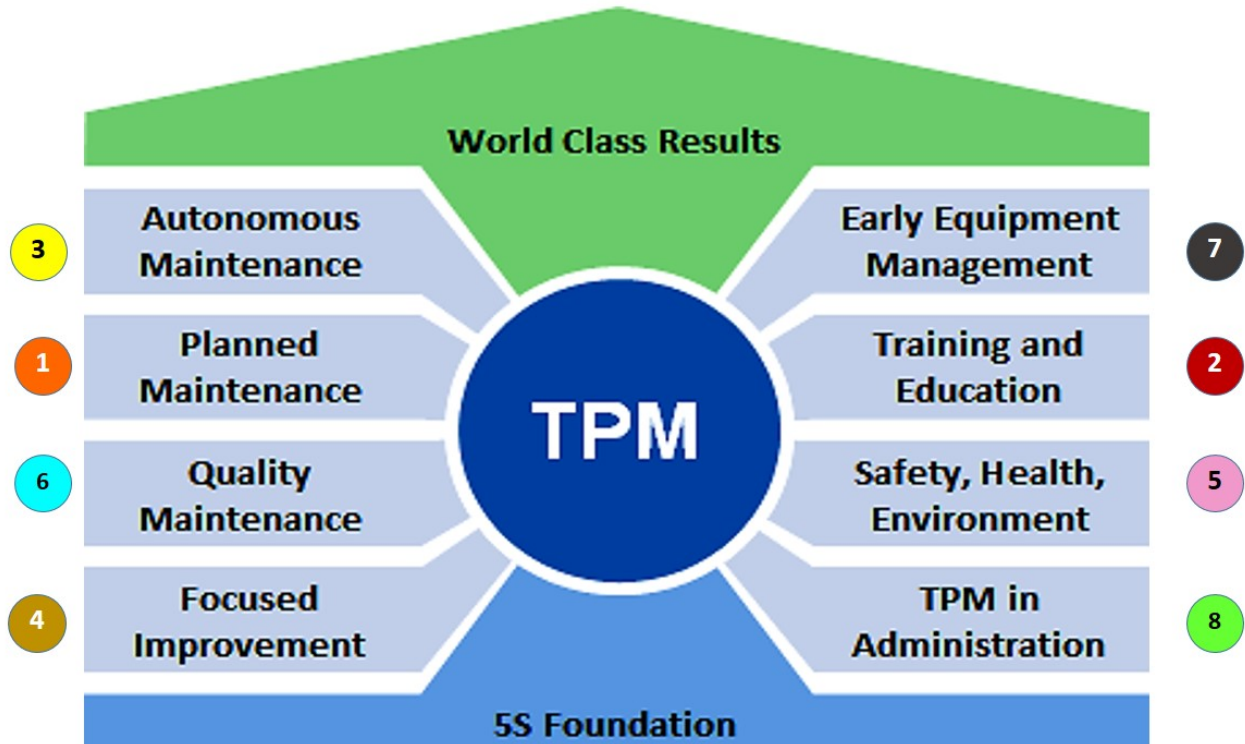 World Class Results
3
Autonomous
Maintenance
Early Equipment
Management
7
1
Planned
Maintenance
Training and
Education
2
TPM
6
Quality
Maintenance
Safety, Health,
Environment
5
4
Focused
Improvement
TPM in
Administration
8
5S Foundation